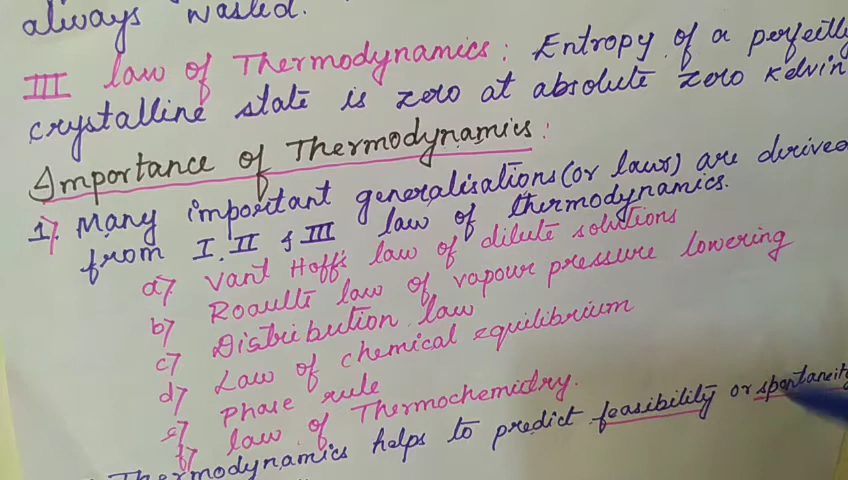 always wasted.
III law of Thermodynamics: Entropy of a perfectly
crystalline state is zero at absolute zero Kelvin
Importance of Thermodynamics:
1) Many important generalisations (or laws) are derived
from I, II & III law of thermodynamics.
a) Vant Hoff's law of dilute solutions
b) Roaults law of vapour pressure lowering
c) Distribution law
d) Law of chemical equilibrium
e) Phase rule
f) law of Thermochemistry.
Thermodynamics helps to predict feasibility or spontaneity